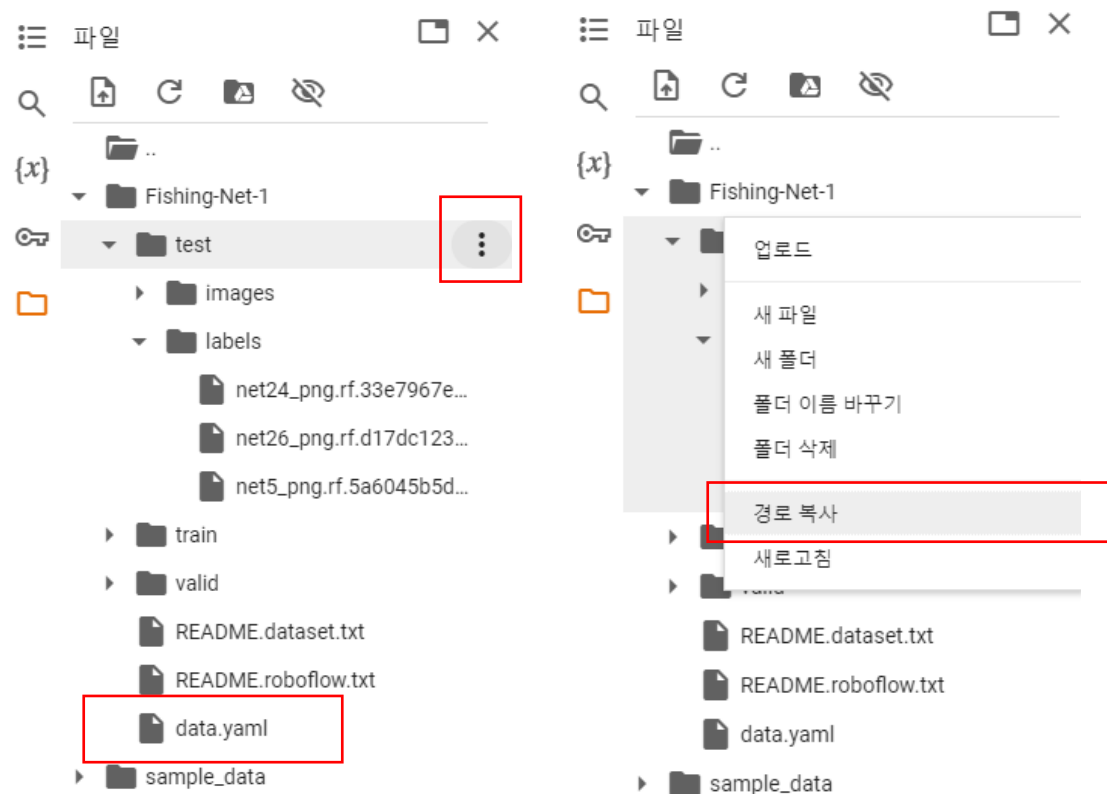 파일
..
{x}
Fishing-Net-1
test
images
labels
net24_png.rf.33e7967e...
net26_png.rf.d17dc123...
net5_png.rf.5a6045b5d...
train
valid
README.dataset.txt
README.roboflow.txt
data.yaml
sample_data
파일
..
{x}
Fishing-Net-1
업로드
새 파일
새 폴더
폴더 이름 바꾸기
폴더 삭제
경로 복사
새로고침
valid
README.dataset.txt
README.roboflow.txt
data.yaml
sample_data